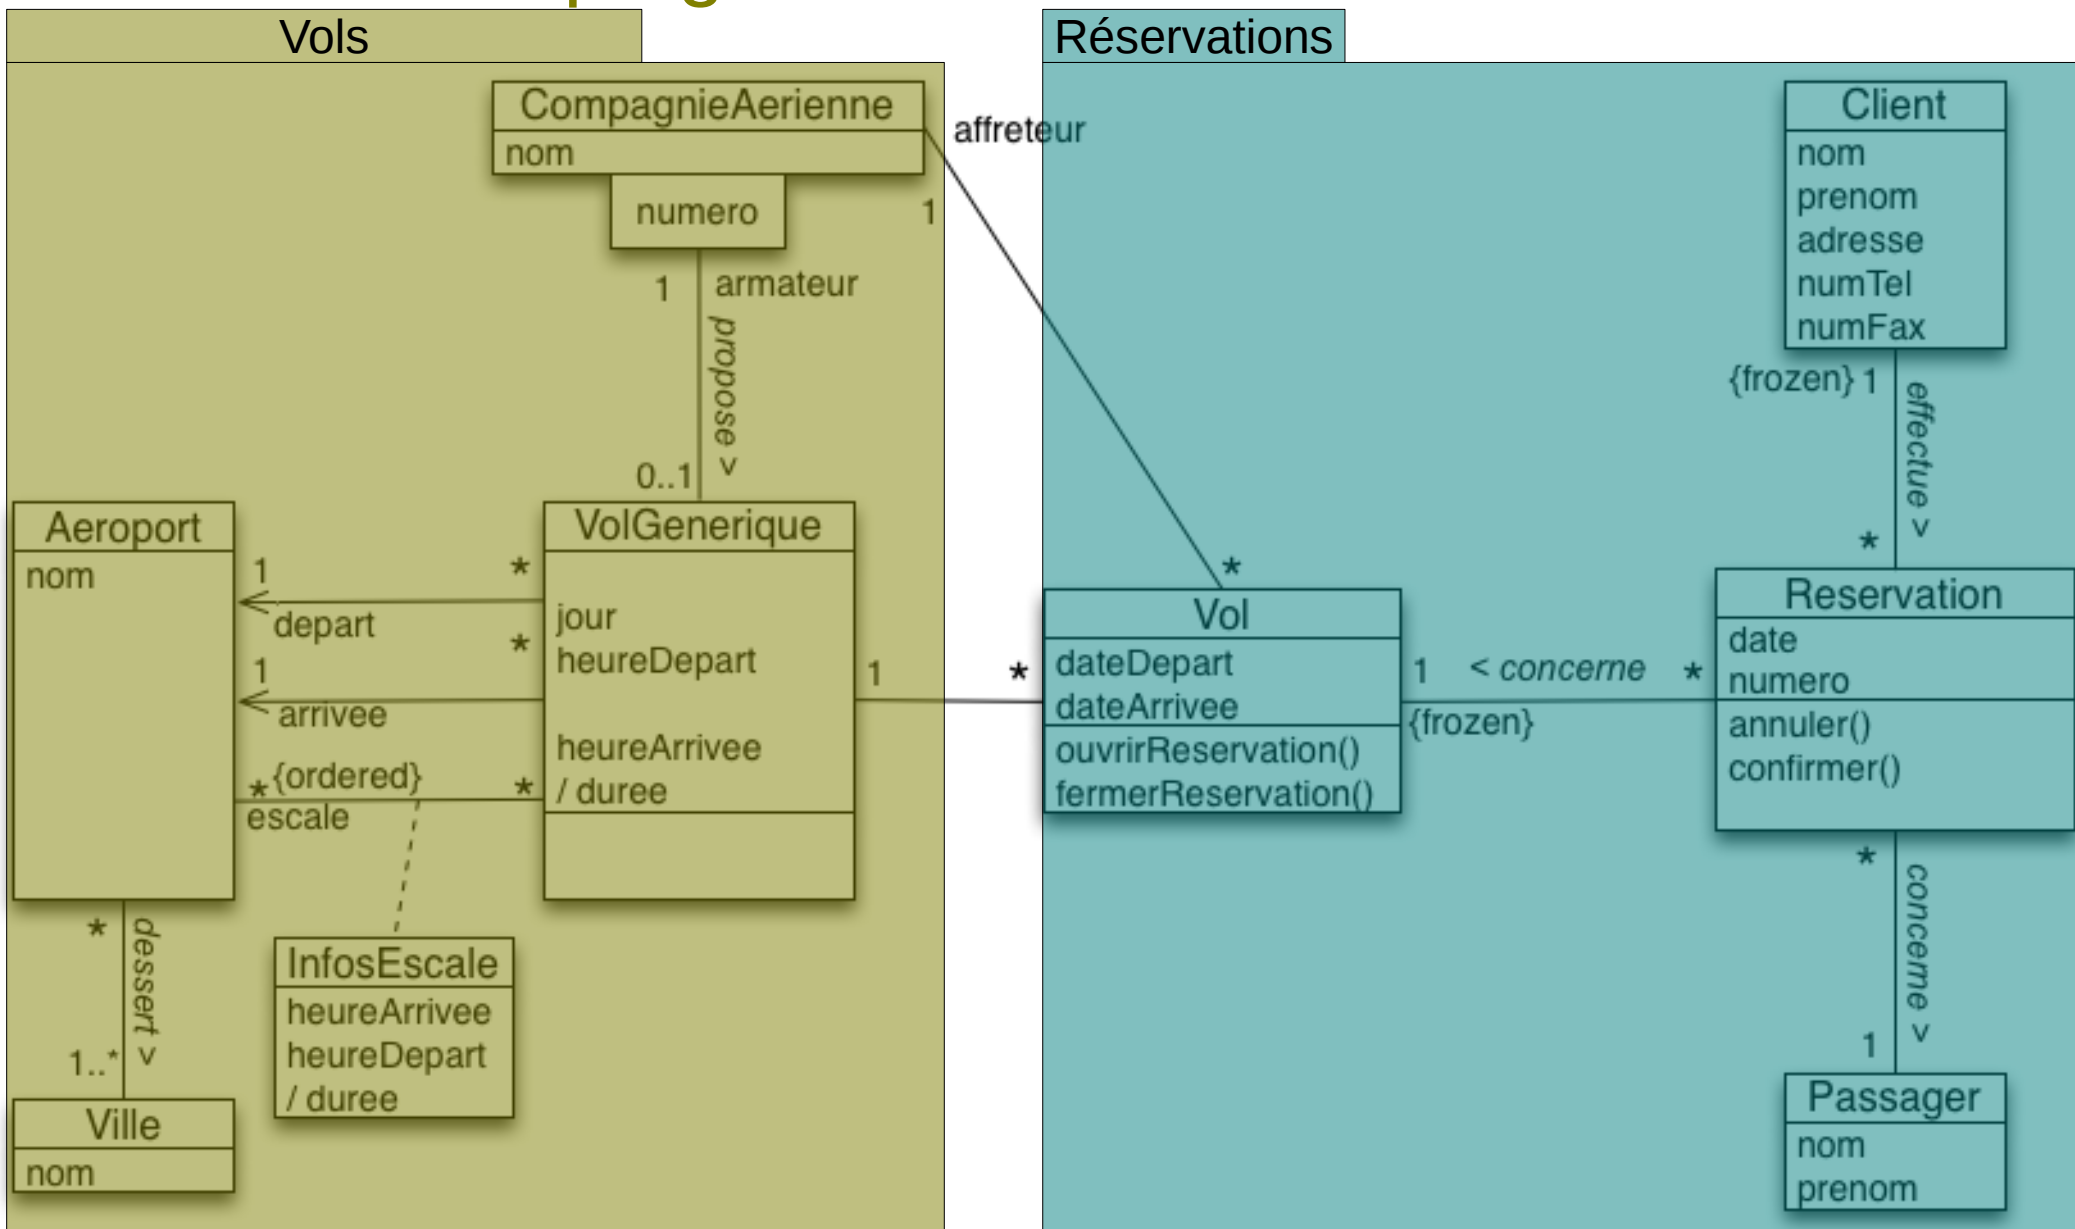 Vols
CompagnieAerienne
nom
numero
1
1 armateur
propose >
0..1
Aeroport
nom
VolGenerique
jour
heureDepart
heureArrivee
/ duree
1
*
depart
1
*
arrivee
* {ordered}
*
escale
InfosEscale
heureArrivee
heureDepart
/ duree
*
dessert >
1..*
Ville
nom
1
*
affreteur
*
Réservations
Client
nom
prenom
adresse
numTel
numFax
{frozen} 1
effectue >
*
Vol
dateDepart
dateArrivee
ouvrirReservation()
fermerReservation()
1 < concerne *
{frozen}
Reservation
date
numero
annuler()
confirmer()
*
concerne >
1
Passager
nom
prenom